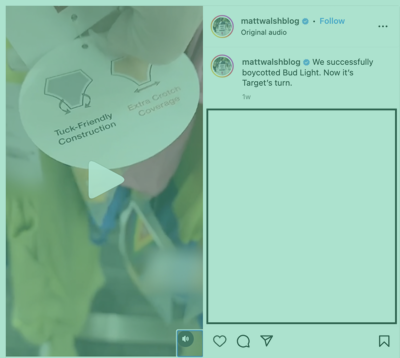 mattwalshblog • Follow
Original audio
mattwalshblog We successfully
boycotted Bud Light. Now it's
Target's turn.
1w
Tuck-Friendly
Construction
Extra Crotch
Coverage